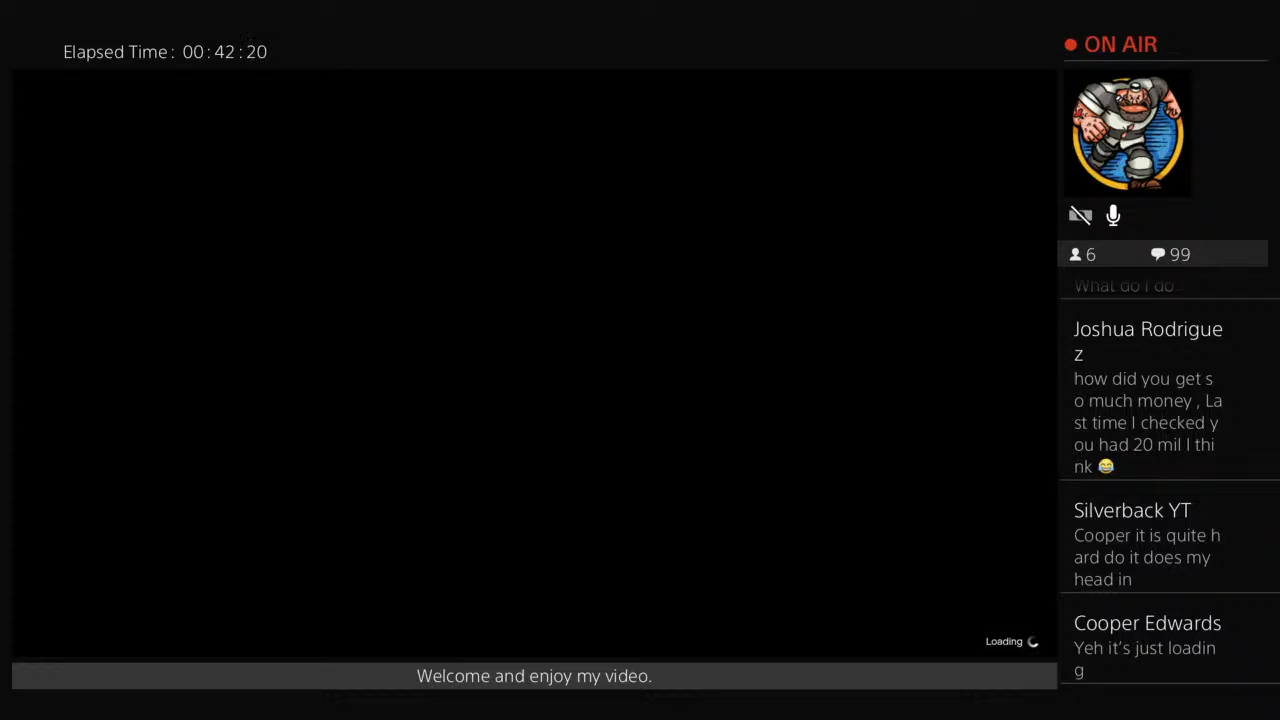 Elapsed Time: 00:42:20
ON AIR
6 99
What do I do
Joshua Rodrigue
z
how did you get s
o much money , La
st time I checked y
ou had 20 mil I thi
nk 😂
Silverback YT
Cooper it is quite h
ard do it does my
head in
Cooper Edwards
Yeh it's just loadin
g
Loading
Welcome and enjoy my video.